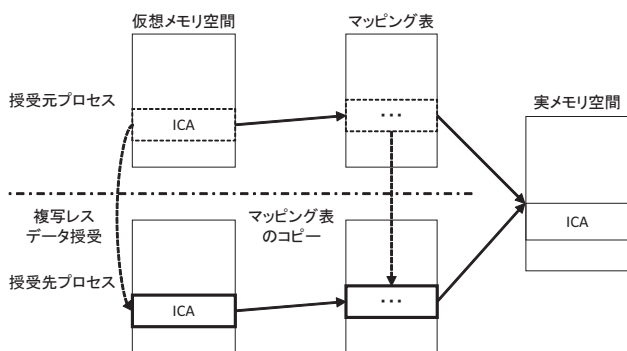 仮想メモリ空間
マッピング表
授受元プロセス
ICA
...
実メモリ空間
複写レス
データ授受
マッピング表
のコピー
ICA
授受先プロセス
ICA
...